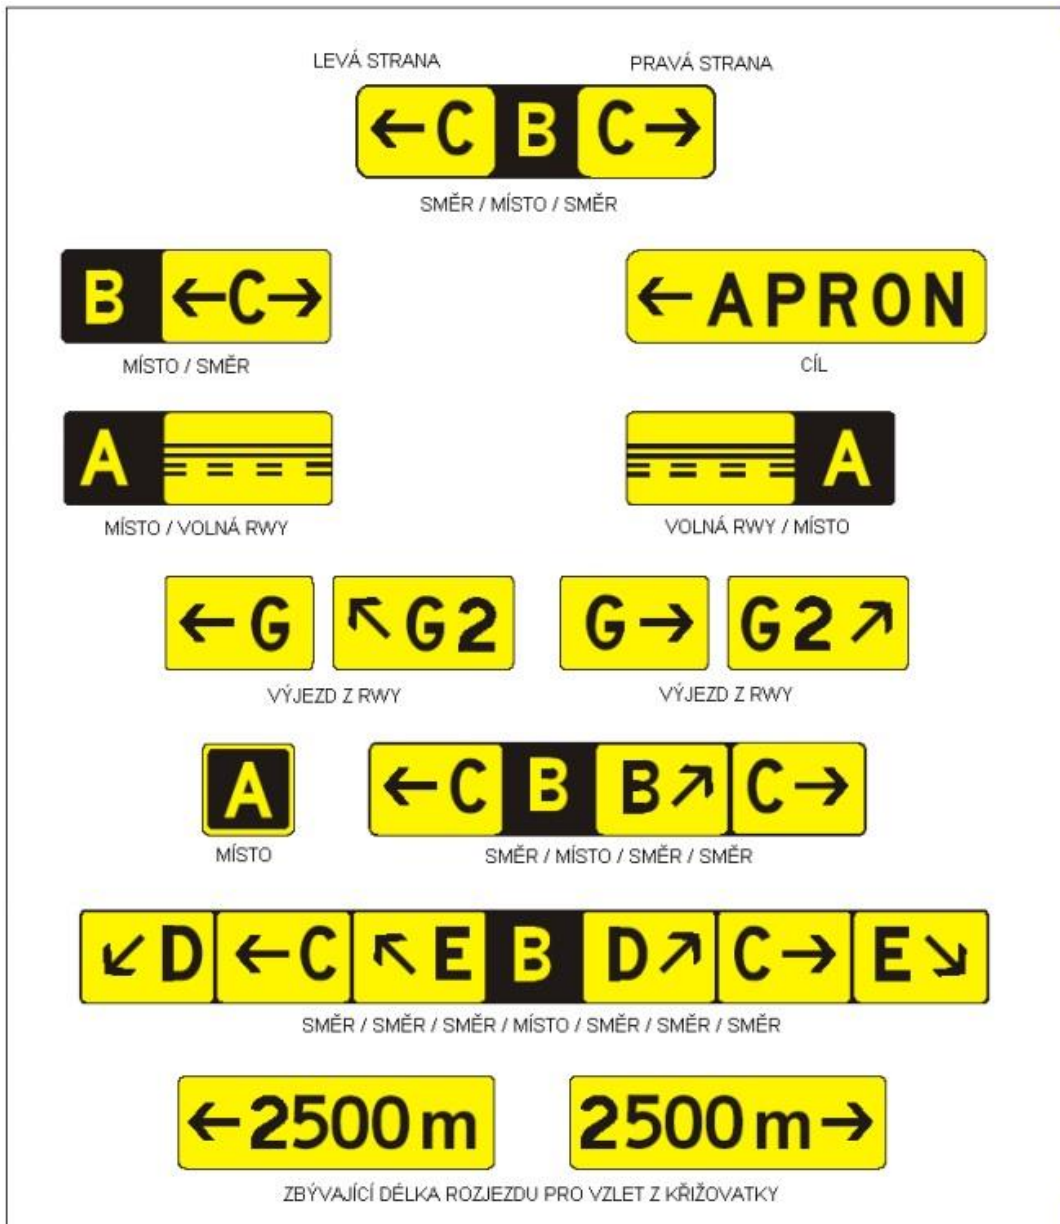 LEVÁ STRANA PRAVÁ STRANA
←C B C→
SMĚR / MÍSTO / SMĚR
B ←C→ ←APRON
MÍSTO / SMĚR CÍL
A A
MÍSTO / VOLNÁ RWY VOLNÁ RWY / MÍSTO
←G ↖G2 G→ G2↗
VÝJEZD Z RWY VÝJEZD Z RWY
A ←C B B↗ C→
MÍSTO SMĚR / MÍSTO / SMĚR / SMĚR
↙D ←C ↖E B D↗ C→ E↘
SMĚR / SMĚR / SMĚR / MÍSTO / SMĚR / SMĚR / SMĚR
←2500m 2500m→
ZBÝVAJÍCÍ DÉLKA ROZJEZDU PRO VZLET Z KŘIŽOVATKY